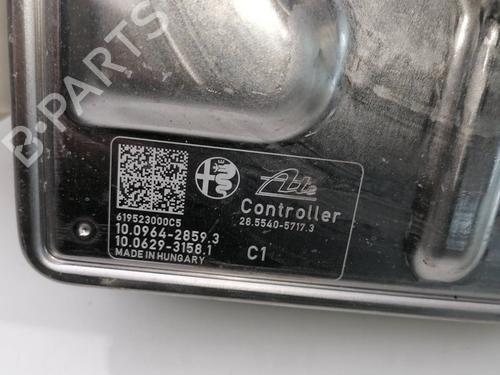 B-PARTS
Ate
Controller
28.5540-5717.3
619523000C5
10.0964-2859.3
10.0629-3158.1
MADE IN HUNGARY
C1